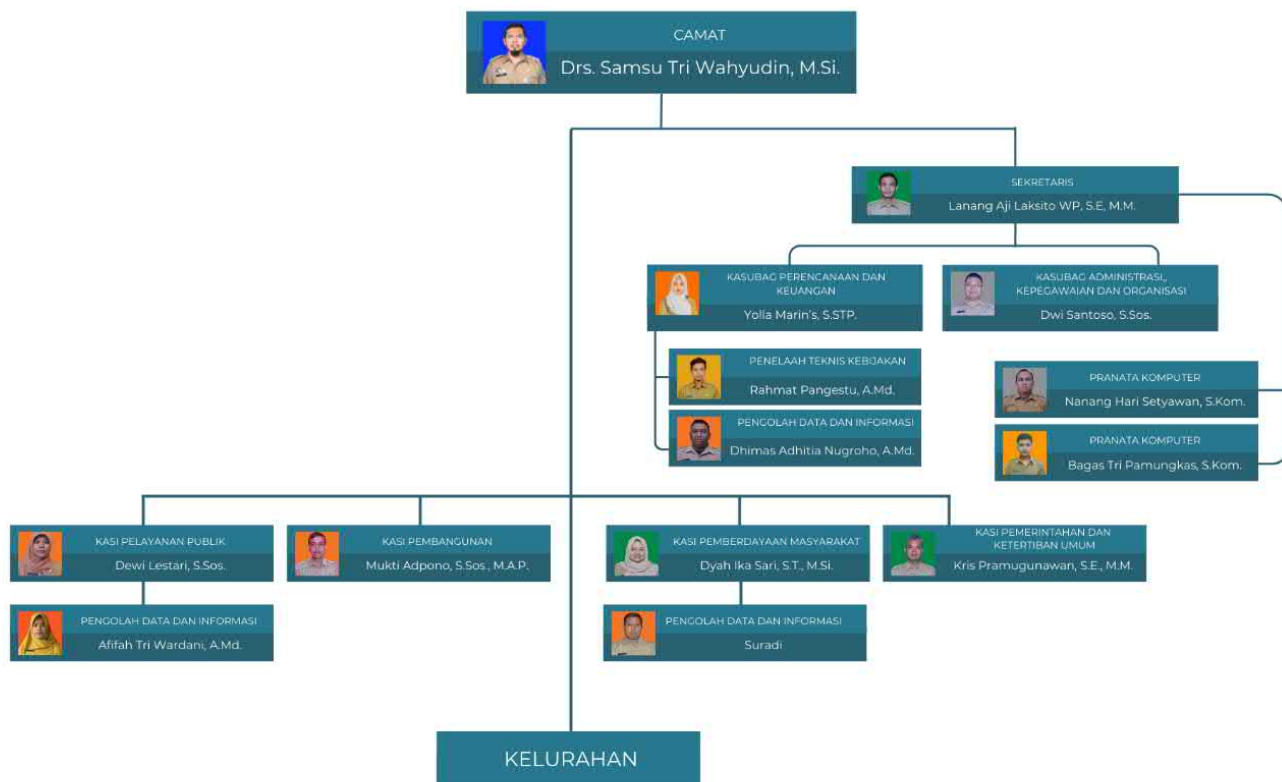 CAMAT
Drs. Samsu Tri Wahyudin, M.Si.
SEKRETARIS
Lanang Aji Laksito WP, S.E, M.M.
KASUBAG PERENCANAAN DAN
KEUANGAN
Yolla Marin's, S.STP.
KASUBAG ADMINISTRASI,
KEPEGAWAIAN DAN ORGANISASI
Dwi Santoso, S.Sos.
PENELAAH TEKNIS KEBIJAKAN
Rahmat Pangestu, A.Md.
PENGOLAH DATA DAN INFORMASI
Dhimas Adhitia Nugroho, A.Md.
PRANATA KOMPUTER
Nanang Hari Setyawan, S.Kom.
PRANATA KOMPUTER
Bagas Tri Pamungkas, S.Kom.
KASI PELAYANAN PUBLIK
Dewi Lestari, S.Sos.
KASI PEMBANGUNAN
Mukti Adpono, S.Sos., M.A.P.
KASI PEMBERDAYAAN MASYARAKAT
Dyah Ika Sari, S.T., M.Si.
KASI PEMERINTAHAN DAN
KETERTIBAN UMUM
Kris Pramugunawan, S.E., M.M.
PENGOLAH DATA DAN INFORMASI
Afifah Tri Wardani, A.Md.
PENGOLAH DATA DAN INFORMASI
Suradi
KELURAHAN